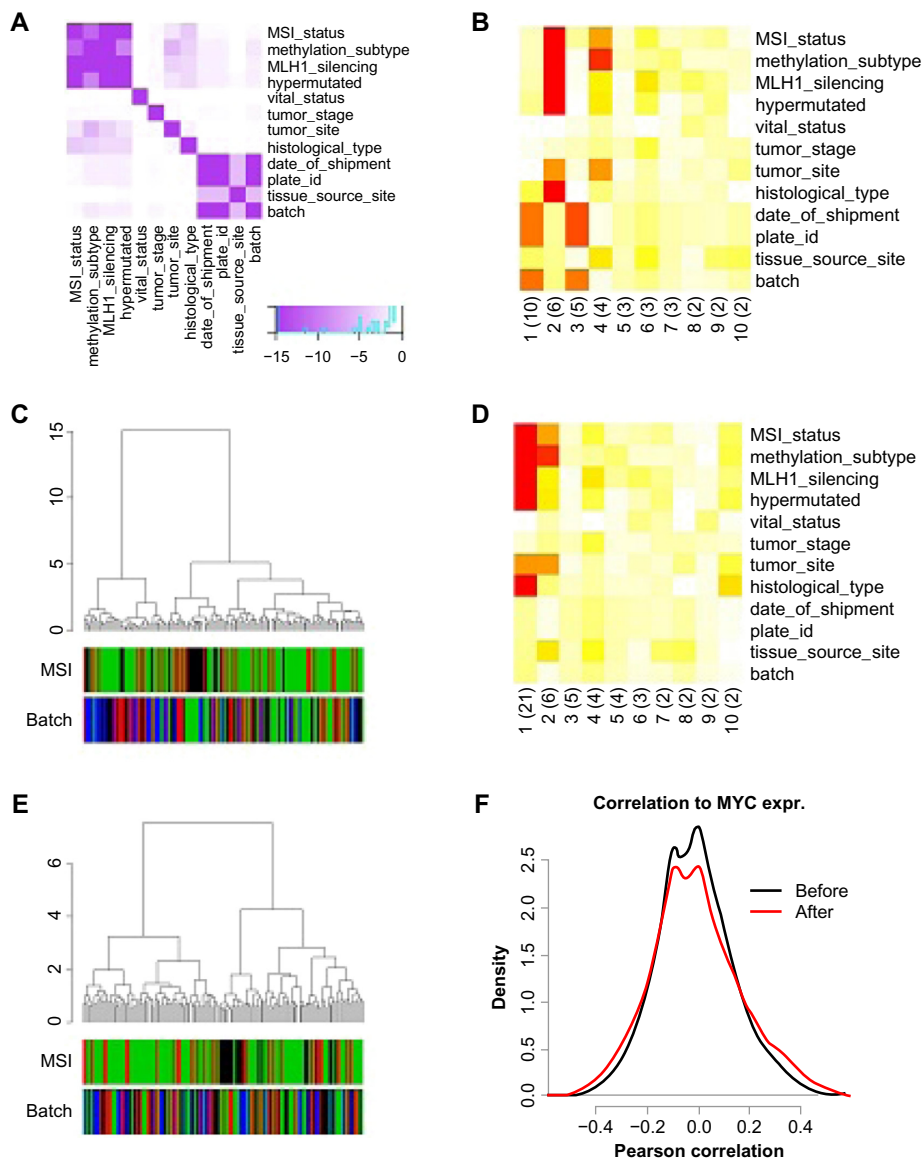 A
MSI_status
methylation_subtype
MLH1_silencing
hypermutated
vital_status
tumor_stage
tumor_site
histological_type
date_of_shipment
plate_id
tissue_source_site
batch
MSI_status
methylation_subtype
MLH1_silencing
hypermutated
vital_status
tumor_stage
tumor_site
histological_type
date_of_shipment
plate_id
tissue_source_site
batch
−15 −10 −5 0
B
MSI_status
methylation_subtype
MLH1_silencing
hypermutated
vital_status
tumor_stage
tumor_site
histological_type
date_of_shipment
plate_id
tissue_source_site
batch
1 (10)
2 (6)
3 (5)
4 (4)
5 (3)
6 (3)
7 (3)
8 (2)
9 (2)
10 (2)
C
15
10
5
0
MSI
Batch
D
MSI_status
methylation_subtype
MLH1_silencing
hypermutated
vital_status
tumor_stage
tumor_site
histological_type
date_of_shipment
plate_id
tissue_source_site
batch
1 (21)
2 (6)
3 (5)
4 (4)
5 (4)
6 (3)
7 (2)
8 (2)
9 (2)
10 (2)
E
6
4
2
0
MSI
Batch
F
Correlation to MYC expr.
Density
2.5
2.0
1.5
1.0
0.5
0.0
Before
After
−0.4 −0.2 0.0 0.2 0.4
Pearson correlation